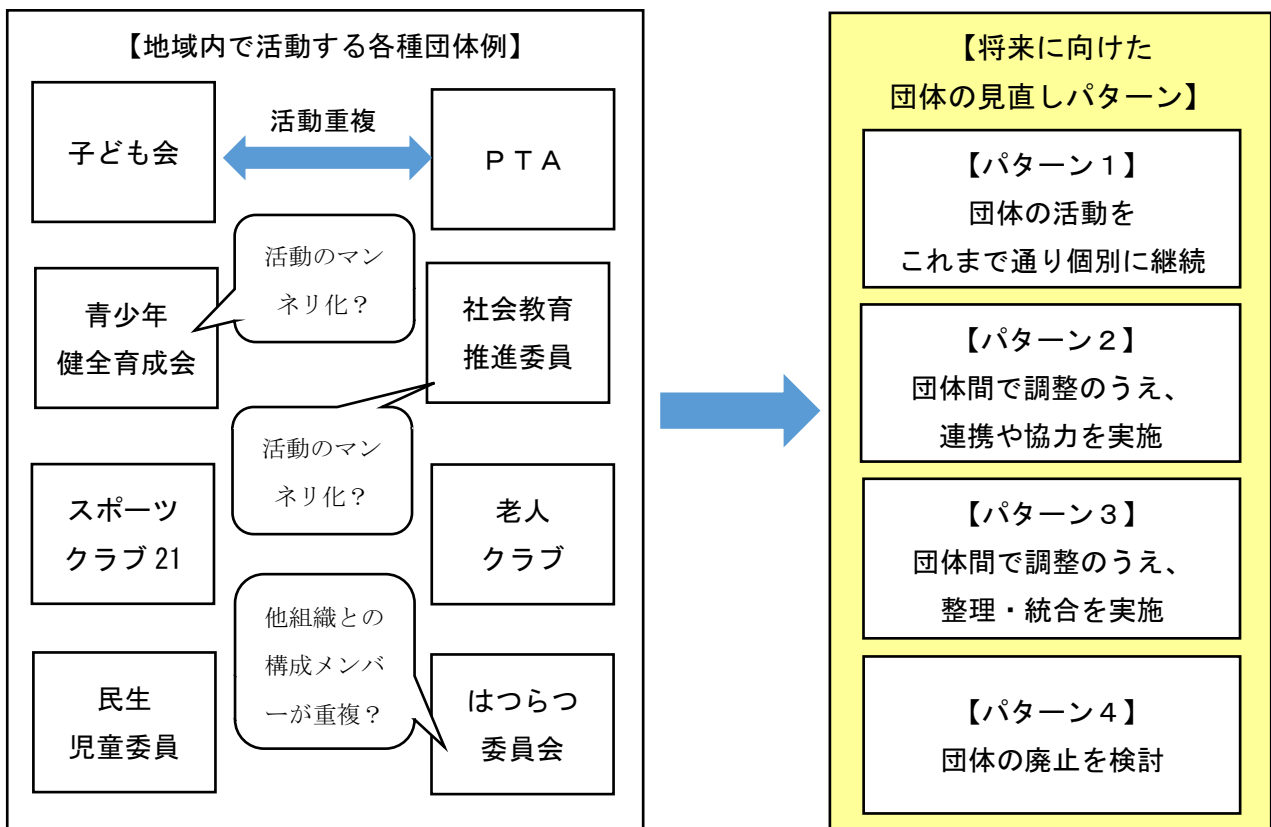 【地域内で活動する各種団体例】
子ども会
活動重複
ＰＴＡ
活動のマン
ネリ化？
青少年
健全育成会
社会教育
推進委員
活動のマン
ネリ化？
スポーツ
クラブ21
老人
クラブ
他組織との
構成メンバ
ーが重複？
民生
児童委員
はつらつ
委員会
【将来に向けた
団体の見直しパターン】
【パターン１】
団体の活動を
これまで通り個別に継続
【パターン２】
団体間で調整のうえ、
連携や協力を実施
【パターン３】
団体間で調整のうえ、
整理・統合を実施
【パターン４】
団体の廃止を検討